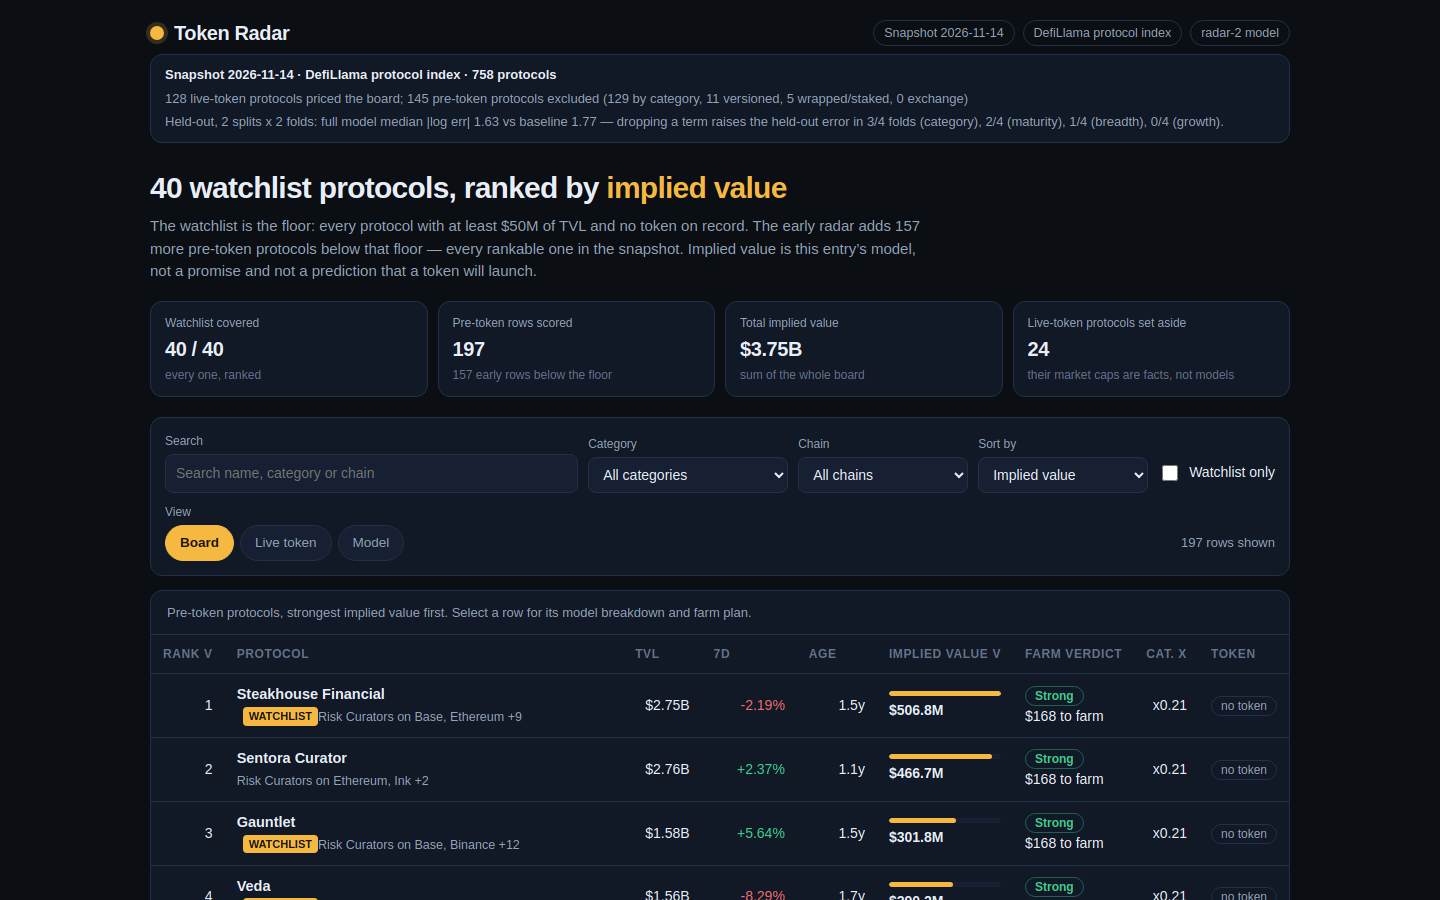 Token Radar
Snapshot 2026-11-14
DefiLlama protocol index
radar-2 model
Snapshot 2026-11-14 · DefiLlama protocol index · 758 protocols
128 live-token protocols priced the board; 145 pre-token protocols excluded (129 by category, 11 versioned, 5 wrapped/staked, 0 exchange)
Held-out, 2 splits x 2 folds: full model median |log err| 1.63 vs baseline 1.77 — dropping a term raises the held-out error in 3/4 folds (category), 2/4 (maturity), 1/4 (breadth), 0/4 (growth).
40 watchlist protocols, ranked by implied value
The watchlist is the floor: every protocol with at least $50M of TVL and no token on record. The early radar adds 157
more pre-token protocols below that floor — every rankable one in the snapshot. Implied value is this entry’s model,
not a promise and not a prediction that a token will launch.
Watchlist covered
40 / 40
every one, ranked
Pre-token rows scored
197
157 early rows below the floor
Total implied value
$3.75B
sum of the whole board
Live-token protocols set aside
24
their market caps are facts, not models
Search
Search name, category or chain
Category
All categories
Chain
All chains
Sort by
Implied value
Watchlist only
View
Board
Live token
Model
197 rows shown
Pre-token protocols, strongest implied value first. Select a row for its model breakdown and farm plan.
RANK V PROTOCOL TVL 7D AGE IMPLIED VALUE V FARM VERDICT CAT. X TOKEN
1 Steakhouse Financial $2.75B -2.19% 1.5y $506.8M Strong x0.21 no token
WATCHLIST Risk Curators on Base, Ethereum +9 $168 to farm
2 Sentora Curator $2.76B +2.37% 1.1y $466.7M Strong x0.21 no token
Risk Curators on Ethereum, Ink +2 $168 to farm
3 Gauntlet $1.58B +5.64% 1.5y $301.8M Strong x0.21 no token
WATCHLIST Risk Curators on Base, Binance +12 $168 to farm
4 Veda $1.56B -8.29% 1.7y Strong x0.21 no token